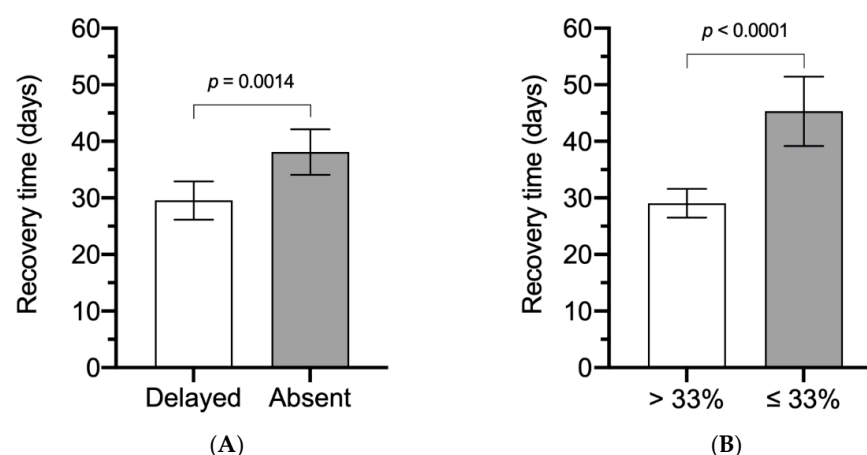 60
50
40
30
20
10
0
Recovery time (days)
p = 0.0014
Delayed Absent
(A)
60
50
40
30
20
10
0
Recovery time (days)
p < 0.0001
> 33% ≤ 33%
(B)